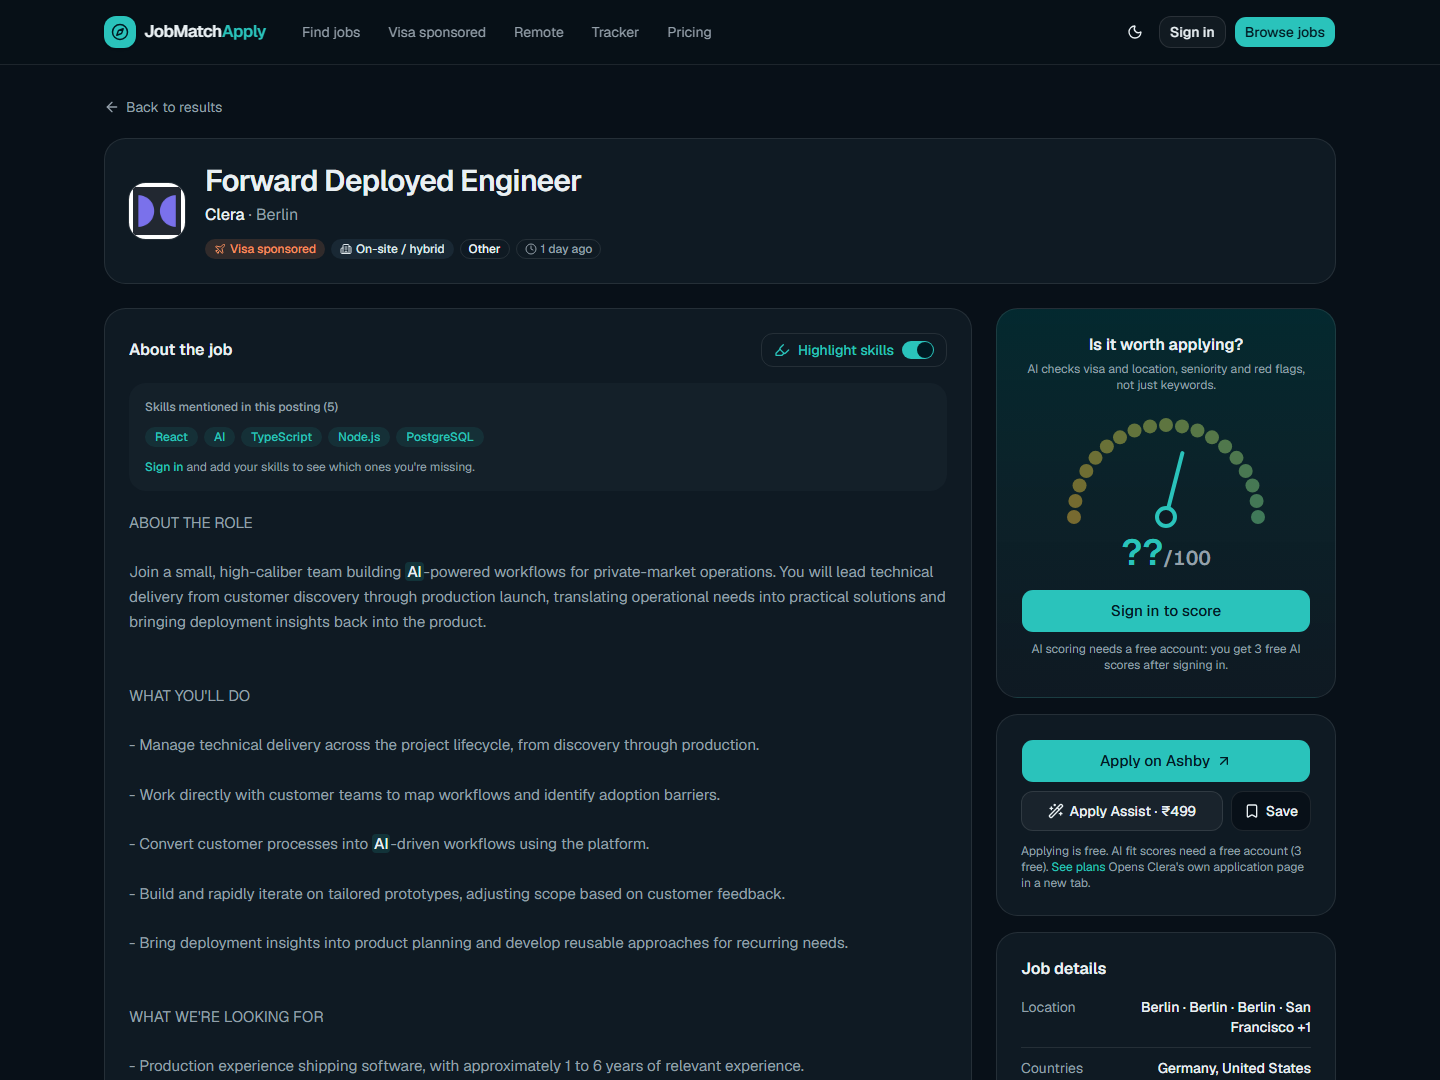 JobMatchApply
Find jobs
Visa sponsored
Remote
Tracker
Pricing
Sign in
Browse jobs
Back to results
Forward Deployed Engineer
Clera · Berlin
Visa sponsored
On-site / hybrid
Other
1 day ago
About the job
Highlight skills
Skills mentioned in this posting (5)
React
AI
TypeScript
Node.js
PostgreSQL
Sign in and add your skills to see which ones you're missing.
ABOUT THE ROLE
Join a small, high-caliber team building AI-powered workflows for private-market operations. You will lead technical
delivery from customer discovery through production launch, translating operational needs into practical solutions and
bringing deployment insights back into the product.
WHAT YOU'LL DO
- Manage technical delivery across the project lifecycle, from discovery through production.
- Work directly with customer teams to map workflows and identify adoption barriers.
- Convert customer processes into AI-driven workflows using the platform.
- Build and rapidly iterate on tailored prototypes, adjusting scope based on customer feedback.
- Bring deployment insights into product planning and develop reusable approaches for recurring needs.
WHAT WE'RE LOOKING FOR
- Production experience shipping software, with approximately 1 to 6 years of relevant experience.
Is it worth applying?
AI checks visa and location, seniority and red flags,
not just keywords.
??/100
Sign in to score
AI scoring needs a free account: you get 3 free AI
scores after signing in.
Apply on Ashby
Apply Assist · ₹499
Save
Applying is free. AI fit scores need a free account (3
free). See plans Opens Clera's own application page
in a new tab.
Job details
Location
Berlin · Berlin · Berlin · San
Francisco +1
Countries
Germany, United States